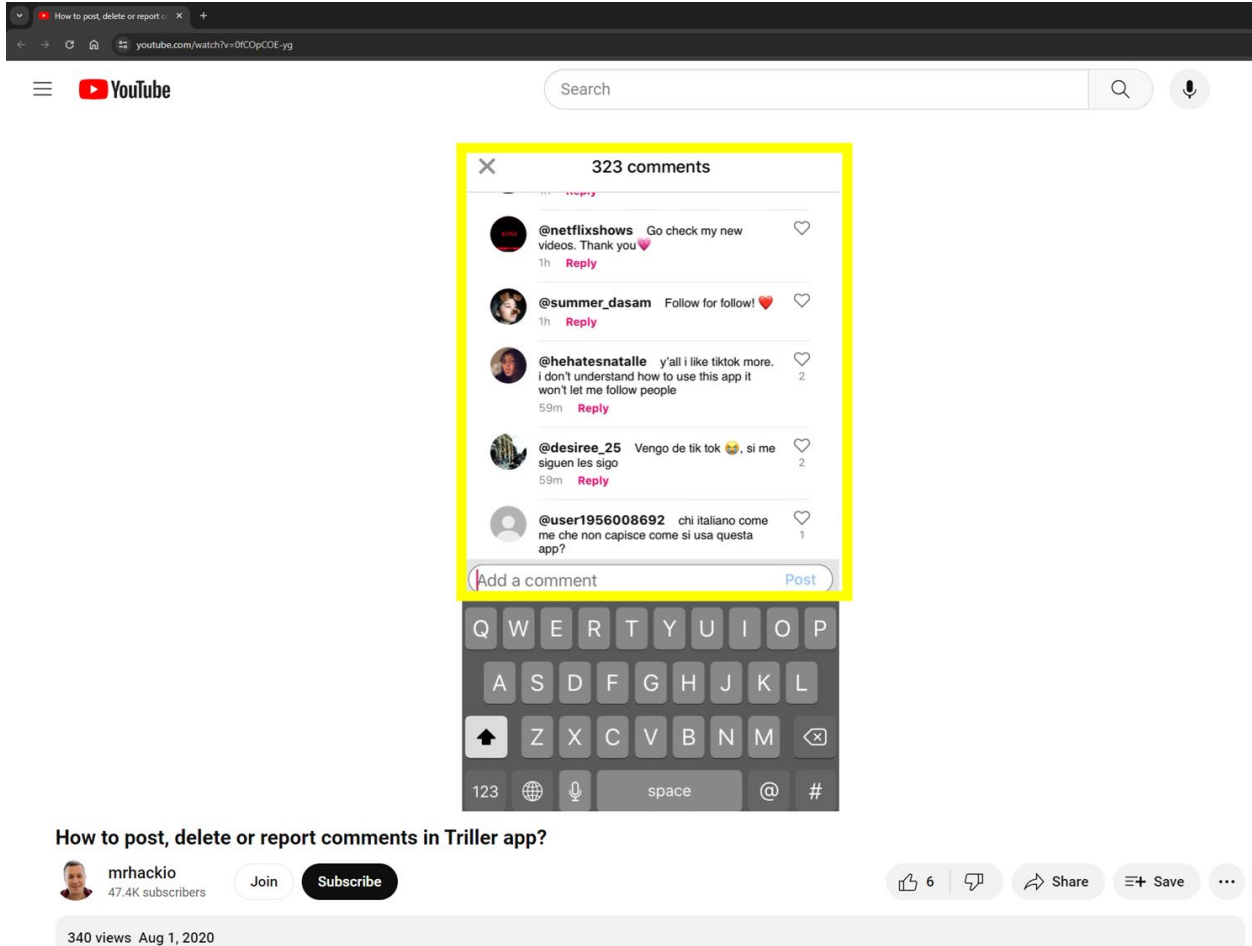 How to post, delete or report c
youtube.com/watch?v=0fCOpCOE-yg
YouTube
Search
323 comments
Reply
@netflixshows Go check my new
videos. Thank you💗
1h Reply
@summer_dasam Follow for follow! ❤️
1h Reply
@hehatesnatalle y'all i like tiktok more.
i don't understand how to use this app it
won't let me follow people
2
59m Reply
@desiree_25 Vengo de tik tok 😭, si me
siguen les sigo
2
59m Reply
@user1956008692 chi italiano come
me che non capisce come si usa questa
app?
1
Add a comment Post
Q W E R T Y U I O P
A S D F G H J K L
Z X C V B N M
123 space @ #
How to post, delete or report comments in Triller app?
mrhackio
47.4K subscribers
Join
Subscribe
6
Share
Save
340 views Aug 1, 2020